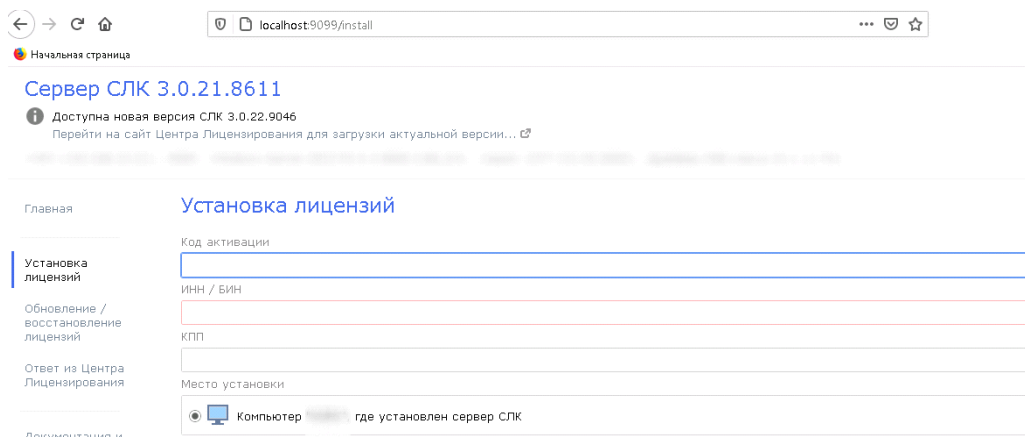 localhost:9099/install
Начальная страница
Сервер СЛК 3.0.21.8611
Доступна новая версия СЛК 3.0.22.9046
Перейти на сайт Центра Лицензирования для загрузки актуальной версии...
Главная
Установка лицензий
Обновление /
восстановление
лицензий
Ответ из Центра
Лицензирования
Документация и
Установка лицензий
Код активации
ИНН / БИН
КПП
Место установки
Компьютер где установлен сервер СЛК